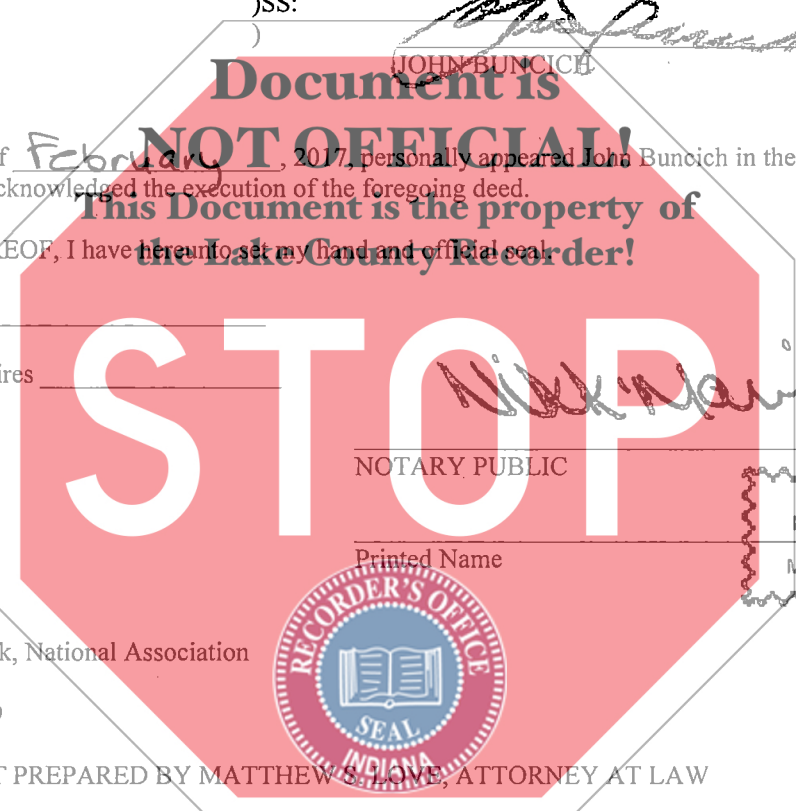 )SS:
)
JOHN BUNCICH
Document is
NOT OFFICIAL!
f February, 2017, personally appeared John Buncich in the
cknowledged the execution of the foregoing deed.
This Document is the property of
EOF, I have hereunto set my hand and official seal.
the Lake County Recorder!
STOP
ires
NOTARY PUBLIC
Printed Name
RECORDER'S OFFICE
SEAL
INDIANA
k, National Association
T PREPARED BY MATTHEW S. LOVE, ATTORNEY AT LAW